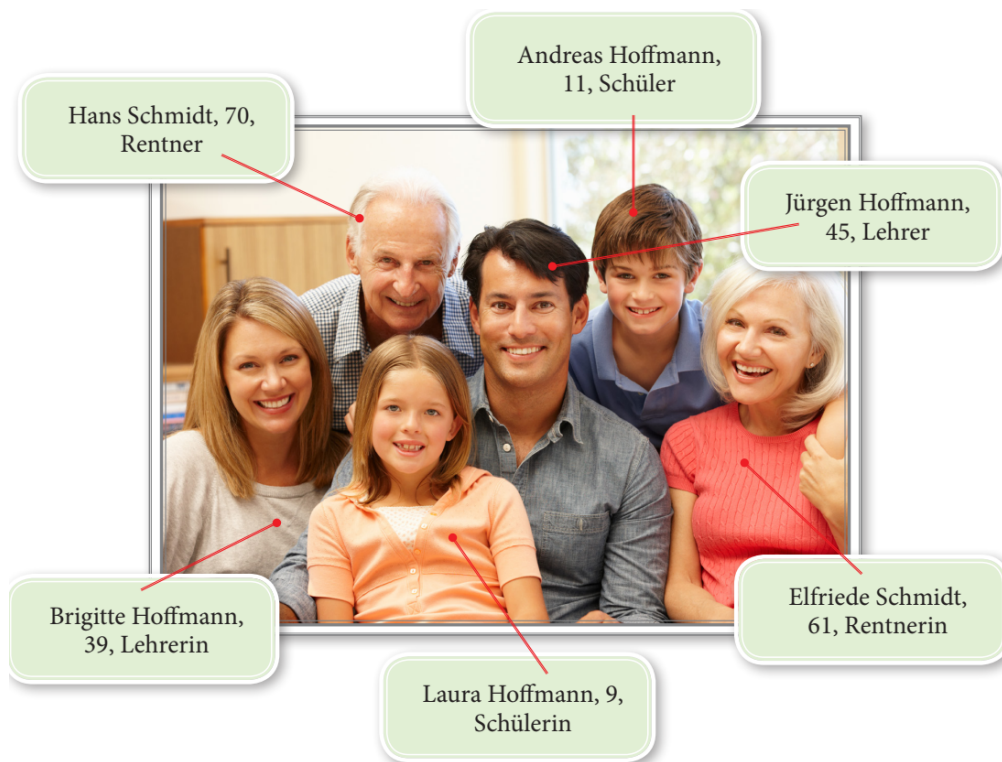 Andreas Hoffmann,
11, Schüler
Hans Schmidt, 70,
Rentner
Jürgen Hoffmann,
45, Lehrer
Brigitte Hoffmann,
39, Lehrerin
Elfriede Schmidt,
61, Rentnerin
Laura Hoffmann, 9,
Schülerin